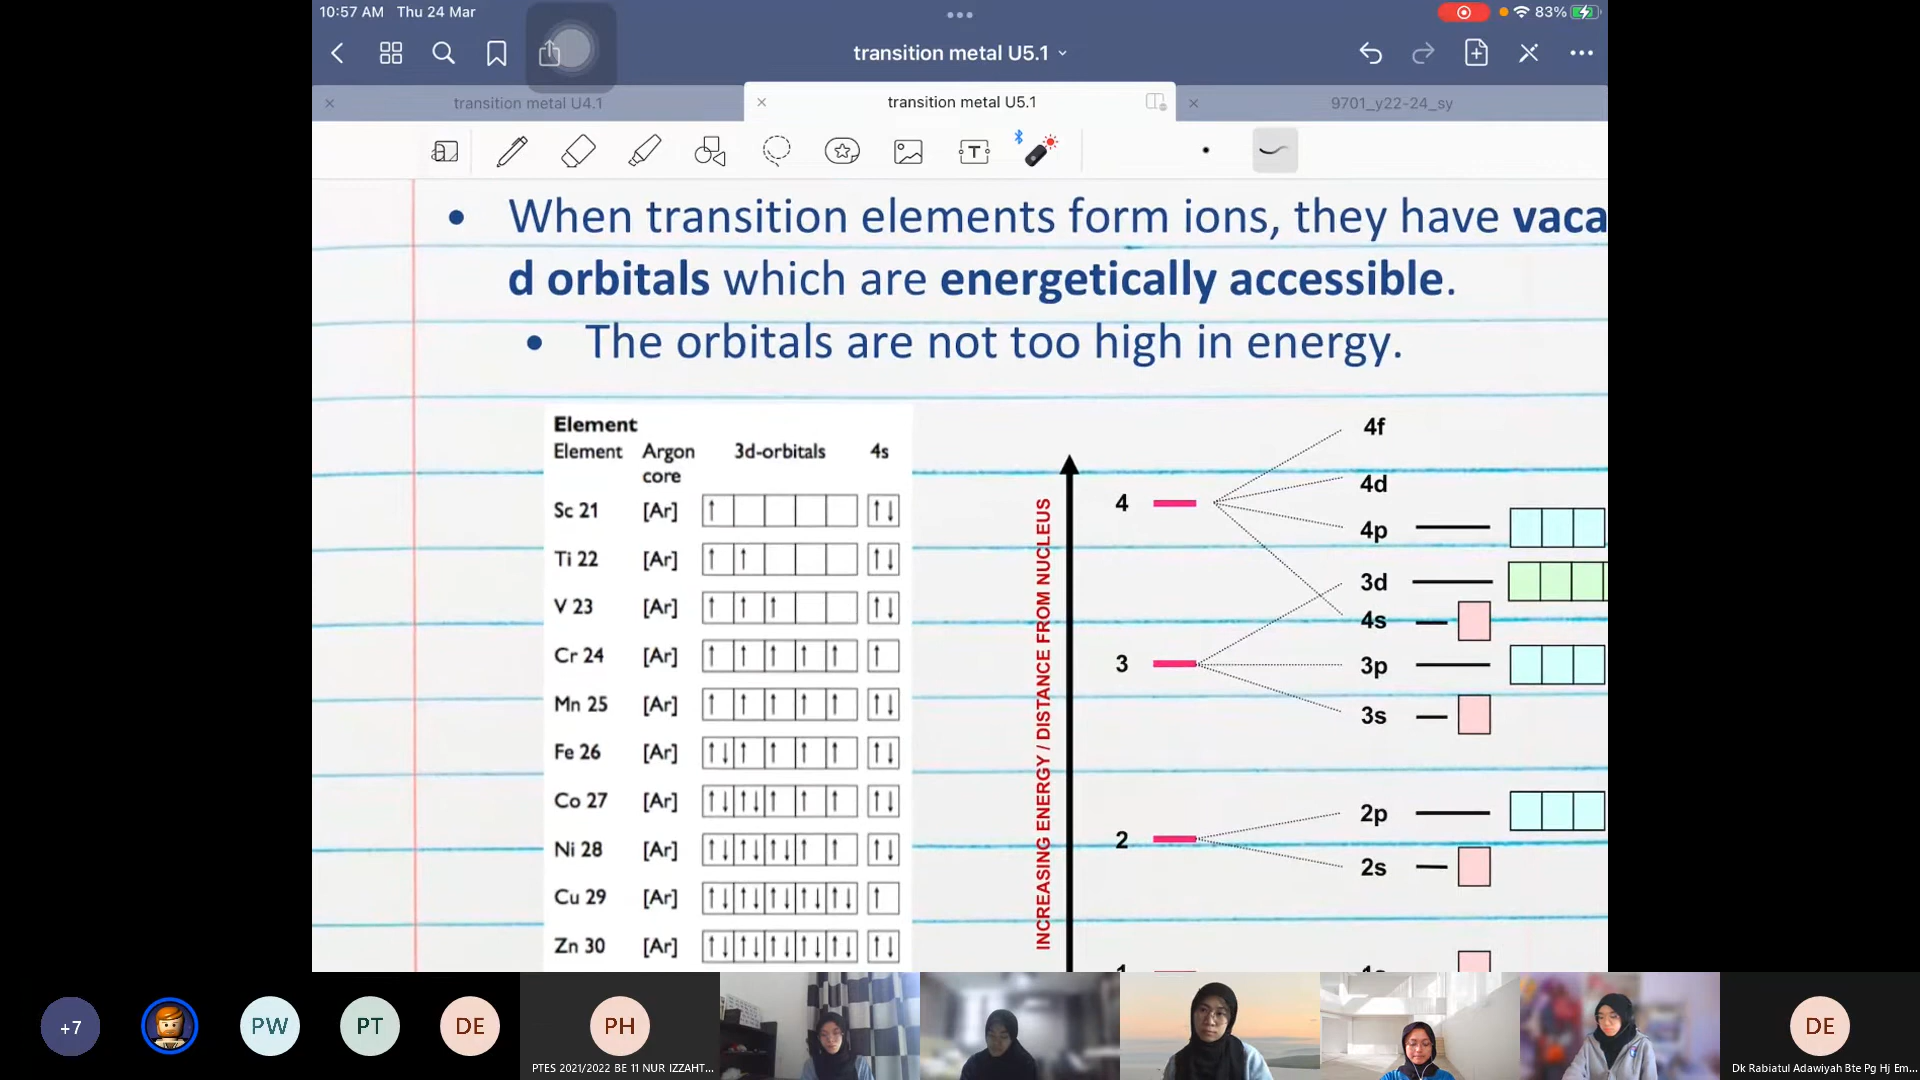 10:57 AM Thu 24 Mar
83%
transition metal U5.1
transition metal U4.1
transition metal U5.1
9701_y22-24_sy
a
T
• When transition elements form ions, they have vaca
d orbitals which are energetically accessible.
• The orbitals are not too high in energy.
Element
Element Argon core 3d-orbitals 4s
Sc 21 [Ar] ↑ ↑↓
Ti 22 [Ar] ↑ ↑ ↑↓
V 23 [Ar] ↑ ↑ ↑ ↑↓
Cr 24 [Ar] ↑ ↑ ↑ ↑ ↑ ↑
Mn 25 [Ar] ↑ ↑ ↑ ↑ ↑ ↑↓
Fe 26 [Ar] ↑↓ ↑ ↑ ↑ ↑ ↑↓
Co 27 [Ar] ↑↓ ↑↓ ↑ ↑ ↑ ↑↓
Ni 28 [Ar] ↑↓ ↑↓ ↑↓ ↑ ↑ ↑↓
Cu 29 [Ar] ↑↓ ↑↓ ↑↓ ↑↓ ↑↓ ↑
Zn 30 [Ar] ↑↓ ↑↓ ↑↓ ↑↓ ↑↓ ↑↓
INCREASING ENERGY / DISTANCE FROM NUCLEUS
4
3
2
4f
4d
4p
3d
4s
3p
3s
2p
2s
+7
PW
PT
DE
PH
PTES 2021/2022 BE 11 NUR IZZAHT...
DE
Dk Rabiatul Adawiyah Bte Pg Hj Em...